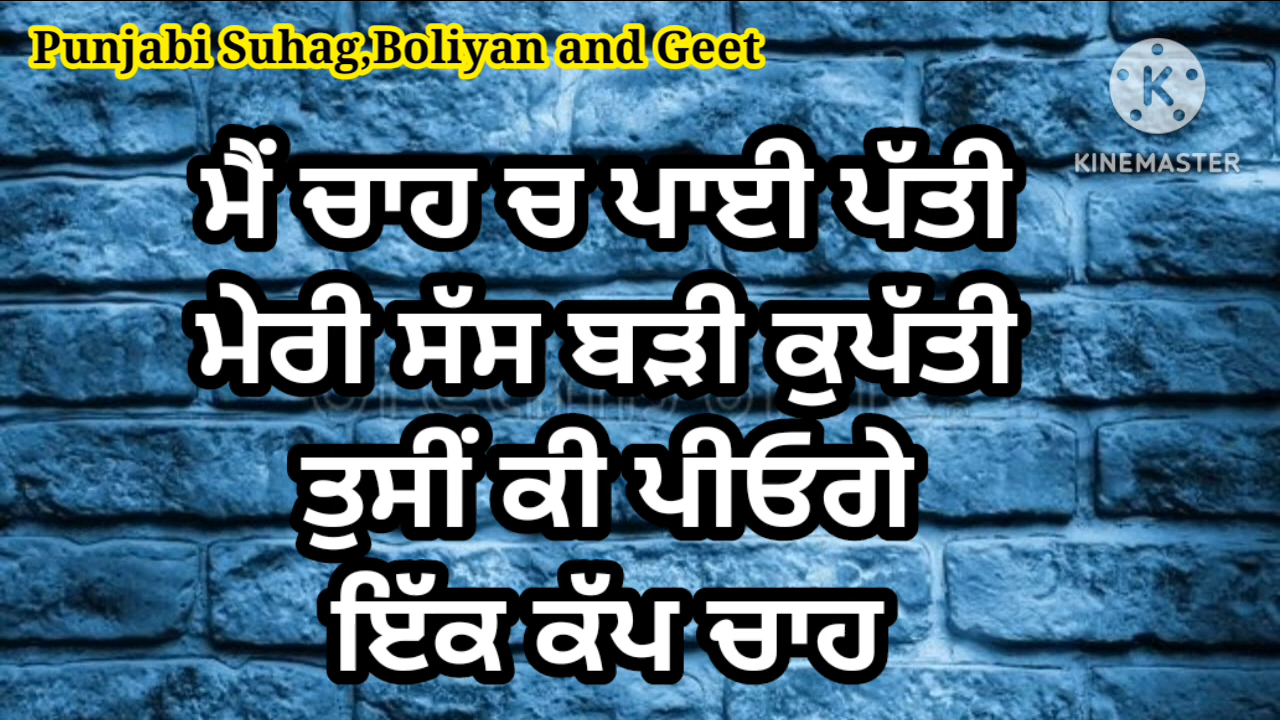 Punjabi Suhag,Boliyan and Geet
K
KINEMASTER
ਮੈਂ ਚਾਹ ਚ ਪਾਈ ਪੱਤੀ
ਮੇਰੀ ਸੱਸ ਬੜੀ ਕੁਪੱਤੀ
ਤੁਸੀਂ ਕੀ ਪੀਓਗੇ
ਇੱਕ ਕੱਪ ਚਾਹ